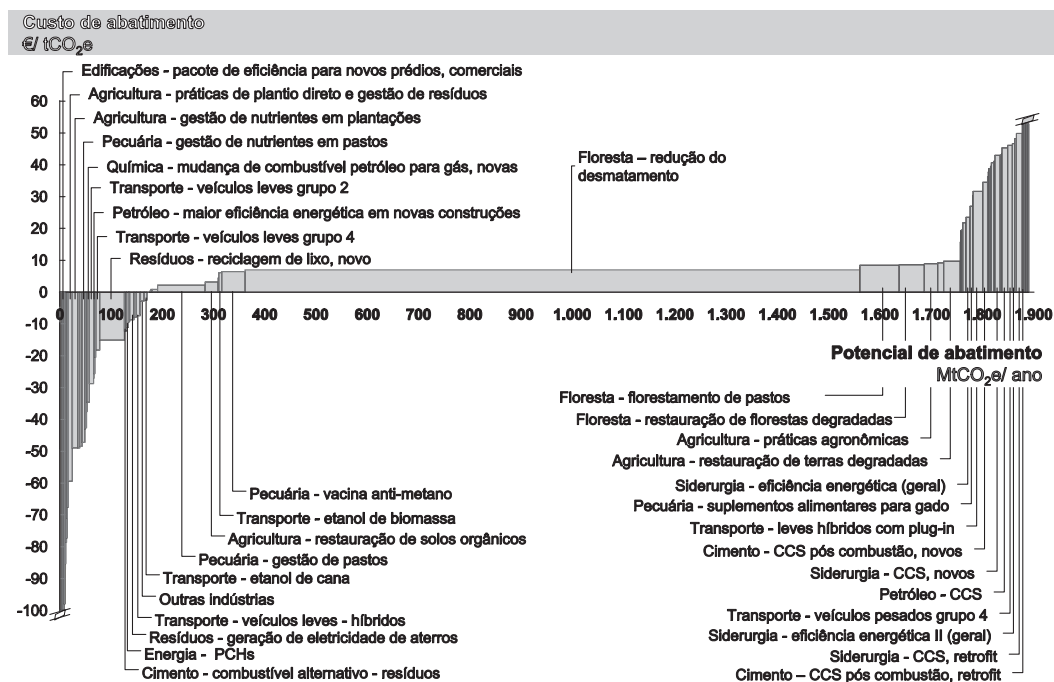 Custo de abatimento
€/ tCO2e
Edificações - pacote de eficiência para novos prédios, comerciais
Agricultura - práticas de plantio direto e gestão de resíduos
Agricultura - gestão de nutrientes em plantações
Pecuária - gestão de nutrientes em pastos
Química - mudança de combustível petróleo para gás, novas
Transporte - veículos leves grupo 2
Petróleo - maior eficiência energética em novas construções
Transporte - veículos leves grupo 4
Resíduos - reciclagem de lixo, novo
Floresta – redução do
desmatamento
60
50
40
30
20
10
0
-10
-20
-30
-40
-50
-60
-70
-80
-90
-100
0 100 200 300 400 500 600 700 800 900 1.000 1.100 1.200 1.300 1.400 1.500 1.600 1.700 1.800 1.900
Potencial de abatimento
MtCO2e/ ano
Pecuária - vacina anti-metano
Transporte - etanol de biomassa
Agricultura - restauração de solos orgânicos
Pecuária - gestão de pastos
Transporte - etanol de cana
Outras indústrias
Transporte - veículos leves - híbridos
Resíduos - geração de eletricidade de aterros
Energia - PCHs
Cimento - combustível alternativo - resíduos
Floresta - florestamento de pastos
Floresta - restauração de florestas degradadas
Agricultura - práticas agronômicas
Agricultura - restauração de terras degradadas
Siderurgia - eficiência energética (geral)
Pecuária - suplementos alimentares para gado
Transporte - leves híbridos com plug-in
Cimento - CCS pós combustão, novos
Siderurgia - CCS, novos
Petróleo - CCS
Transporte - veículos pesados grupo 4
Siderurgia - eficiência energética II (geral)
Siderurgia - CCS, retrofit
Cimento – CCS pós combustão, retrofit